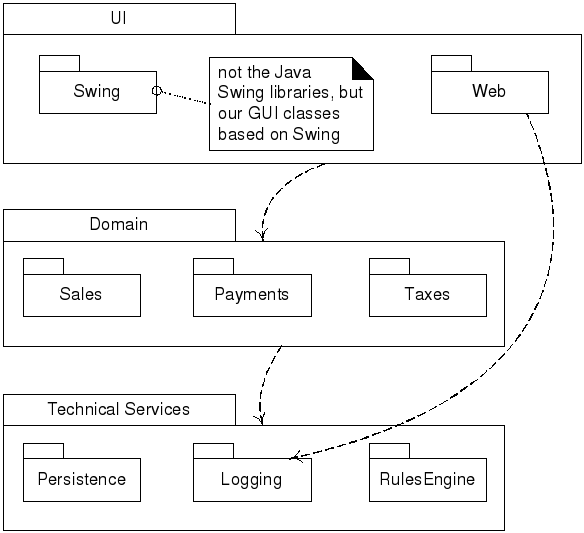 UI
Swing
not the Java
Swing libraries, but
our GUI classes
based on Swing
Web
Domain
Sales
Payments
Taxes
Technical Services
Persistence
Logging
RulesEngine